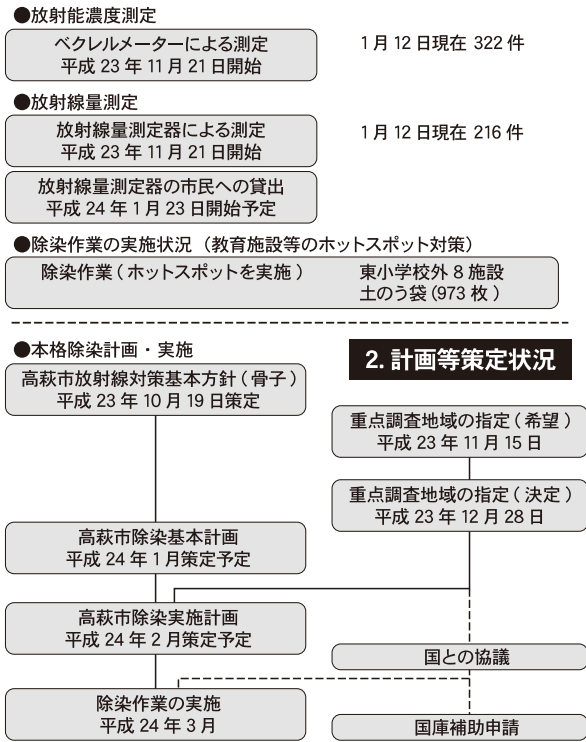 ●放射能濃度測定
ベクレルメーターによる測定
平成 23 年 11 月 21 日開始
1 月 12 日現在 322 件
●放射線量測定
放射線量測定器による測定
平成 23 年 11 月 21 日開始
1 月 12 日現在 216 件
放射線量測定器の市民への貸出
平成 24 年 1 月 23 日開始予定
●除染作業の実施状況（教育施設等のホットスポット対策）
除染作業（ホットスポットを実施）
東小学校外 8 施設
土のう袋（973 枚）
●本格除染計画・実施
2. 計画等策定状況
高萩市放射線対策基本方針（骨子）
平成 23 年 10 月 19 日策定
重点調査地域の指定（希望）
平成 23 年 11 月 15 日
重点調査地域の指定（決定）
平成 23 年 12 月 28 日
高萩市除染基本計画
平成 24 年 1 月策定予定
高萩市除染実施計画
平成 24 年 2 月策定予定
国との協議
除染作業の実施
平成 24 年 3 月
国庫補助申請